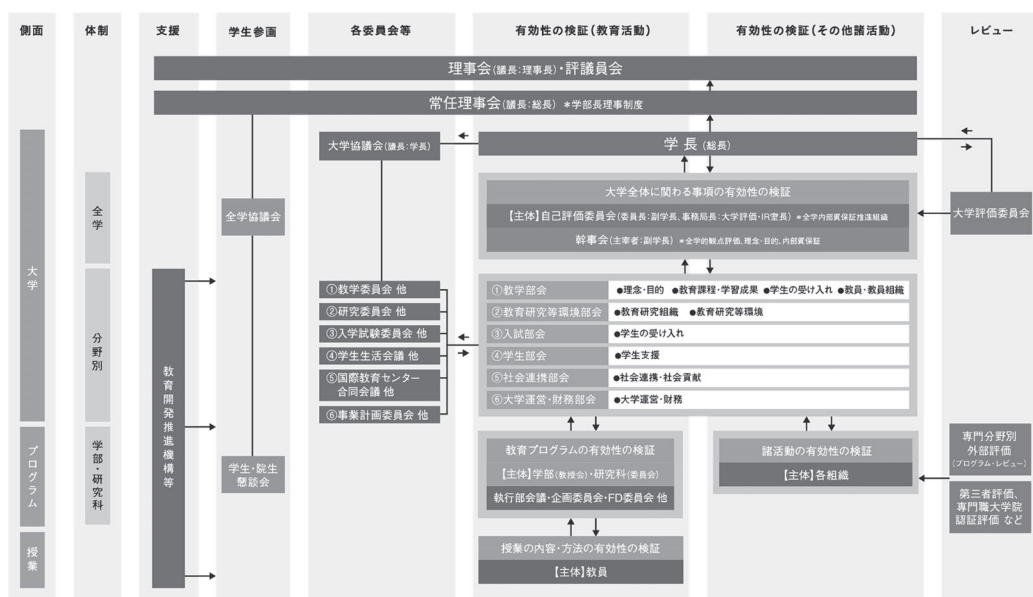 側面
体制
支援
学生参画
各委員会等
有効性の検証(教育活動)
有効性の検証(その他諸活動)
レビュー
理事会(議長:理事長)・評議員会
常任理事会(議長:総長) *学部長理事制度
大学協議会(議長:学長)
学長(総長)
大学
プログラム
授業
全学
分野別
学部・研究科
教育開発推進機構等
全学協議会
学生・院生
懇談会
①教学委員会 他
②研究委員会 他
③入学試験委員会 他
④学生生活会議 他
⑤国際教育センター
合同会議 他
⑥事業計画委員会 他
大学全体に関わる事項の有効性の検証
【主体】自己評価委員会(委員長:副学長、事務局長:大学評価・IR室長) *全学内部質保証推進組織
幹事会(主宰者:副学長) *全学的観点評価、理念・目的、内部質保証
①教学部会 ●理念・目的 ●教育課程・学習成果 ●学生の受け入れ ●教員・教員組織
②教育研究等環境部会 ●教育研究組織 ●教育研究等環境
③入試部会 ●学生の受け入れ
④学生部会 ●学生支援
⑤社会連携部会 ●社会連携・社会貢献
⑥大学運営・財務部会 ●大学運営・財務
教育プログラムの有効性の検証
【主体】学部(教授会)・研究科(委員会)
執行部会議・企画委員会・FD委員会 他
授業の内容・方法の有効性の検証
【主体】教員
諸活動の有効性の検証
【主体】各組織
大学評価委員会
専門分野別
外部評価
(プログラム・レビュー)
第三者評価、
専門職大学院
認証評価 など